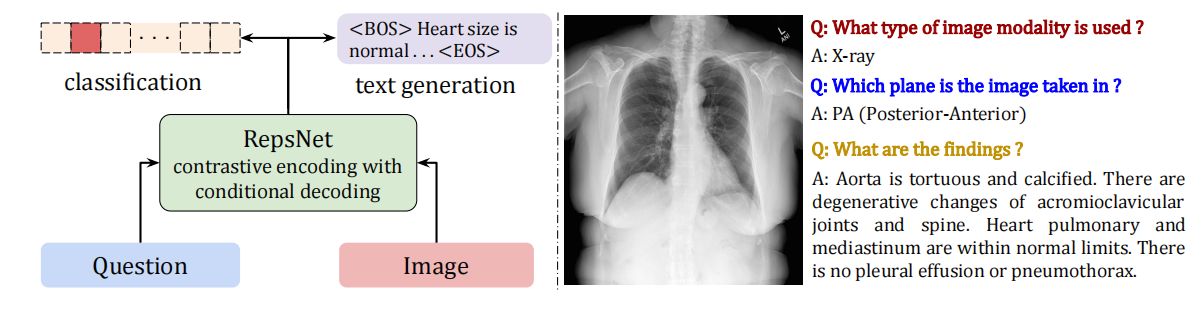 <BOS> Heart size is
normal . . . <EOS>
classification
text generation
RepsNet
contrastive encoding with
conditional decoding
Question
Image
L
Q: What type of image modality is used ?
A: X-ray
Q: Which plane is the image taken in ?
A: PA (Posterior-Anterior)
Q: What are the findings ?
A: Aorta is tortuous and calcified. There are
degenerative changes of acromioclavicular
joints and spine. Heart pulmonary and
mediastinum are within normal limits. There
is no pleural effusion or pneumothorax.